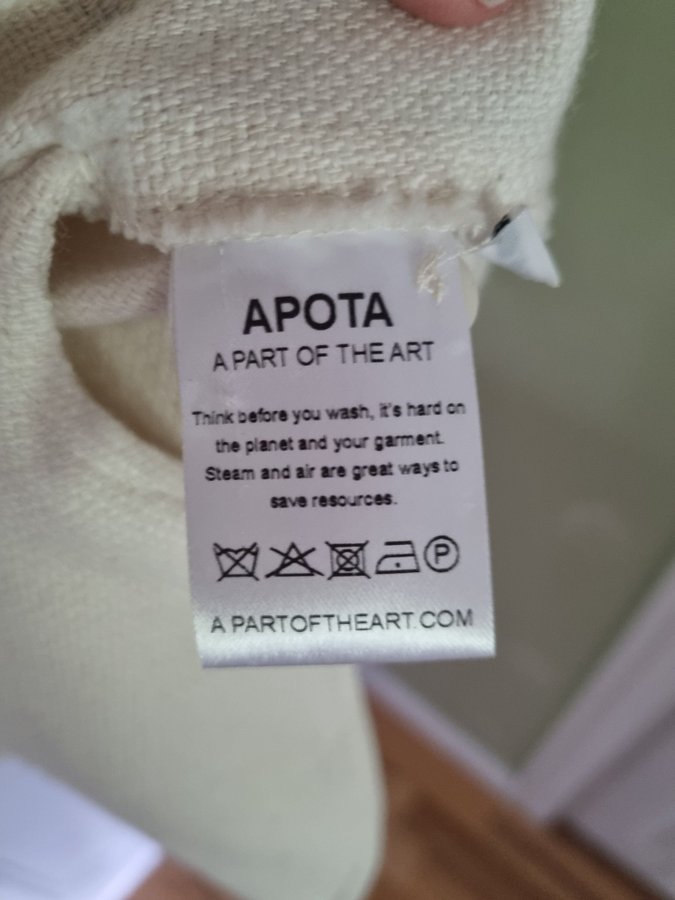 APOTA
A PART OF THE ART
Think before you wash, it's hard on
the planet and your garment.
Steam and air are great ways to
save resources.
P
A PARTOFTHEART.COM